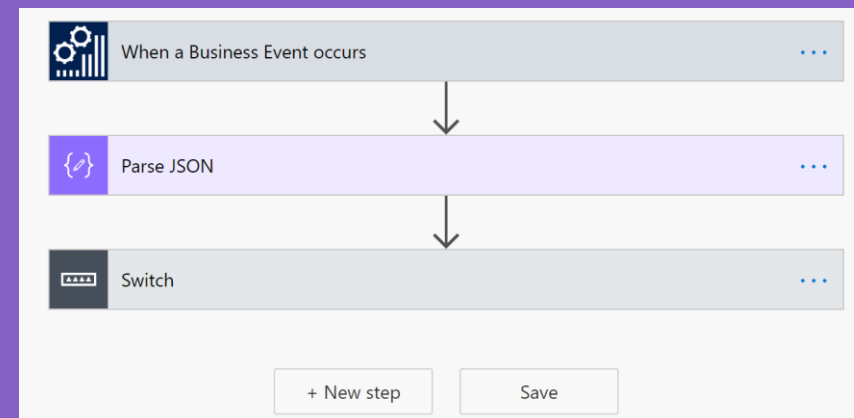 When a Business Event occurs
Parse JSON
Switch
+ New step
Save